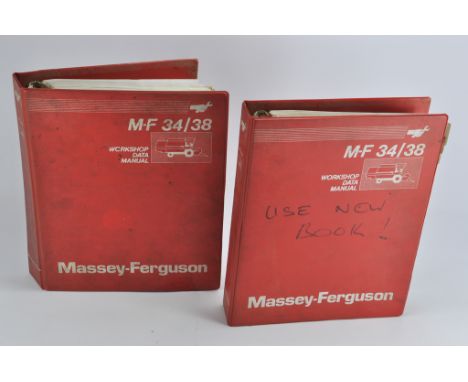 M-F 34/38
WORKSHOP
DATA
MANUAL
Massey-Ferguson
M-F 34/38
WORKSHOP
DATA
MANUAL
USE NEW
BOOK!
Massey-Ferguson